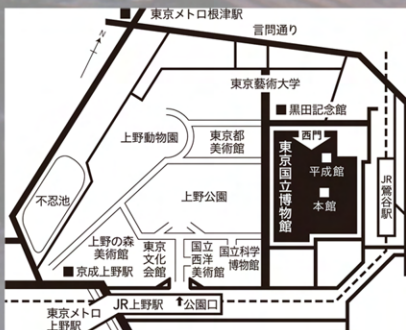 東京メトロ根津駅
言問通り
N
東京藝術大学
黒田記念館
西門
上野動物園
東京都
美術館
東京国立博物館
平成館
本館
JR
鶯谷駅
不忍池
上野公園
上野の森
美術館
東京
文化
会館
国立
西洋
美術館
国立科学
博物館
京成上野駅
JR上野駅
公園口
東京メトロ
上野駅